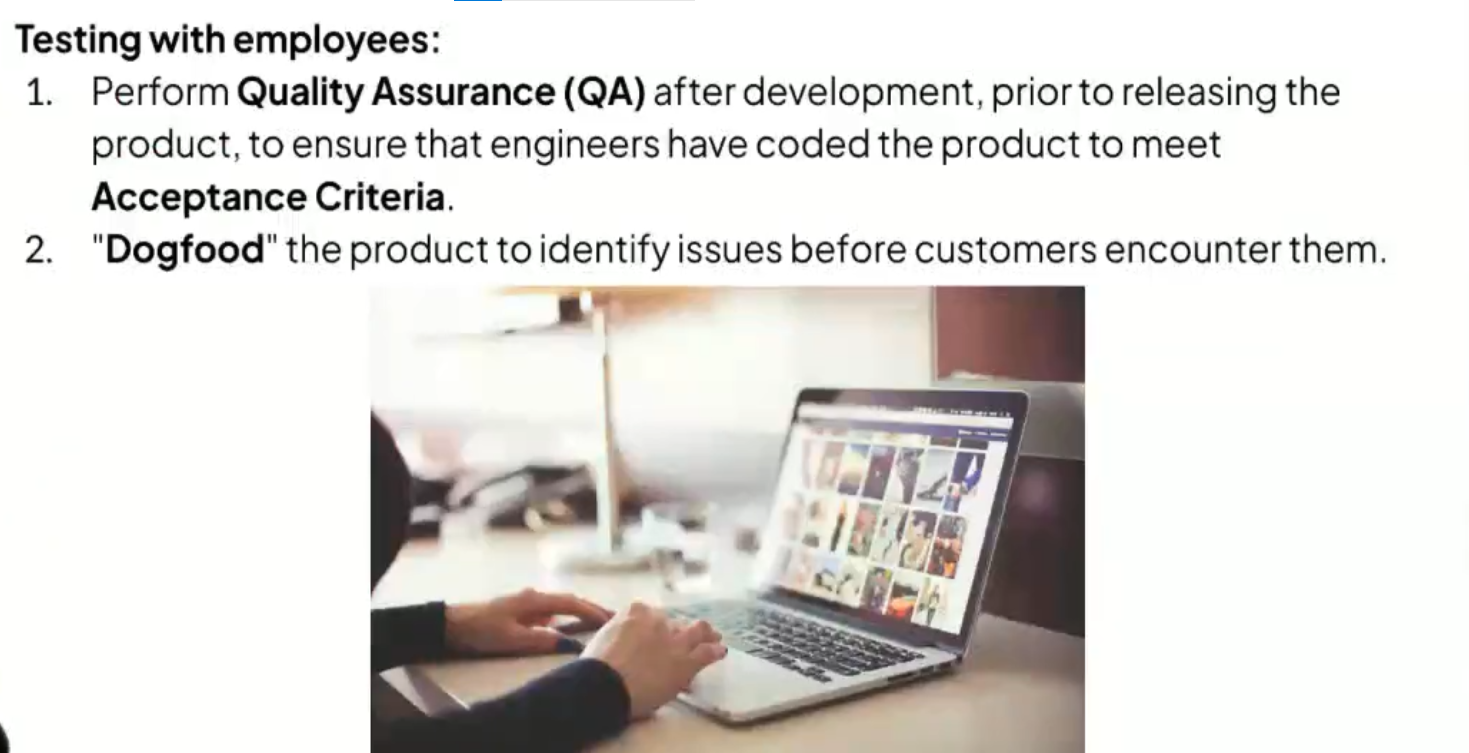 Testing with employees:
1. Perform Quality Assurance (QA) after development, prior to releasing the
product, to ensure that engineers have coded the product to meet
Acceptance Criteria.
2. "Dogfood" the product to identify issues before customers encounter them.